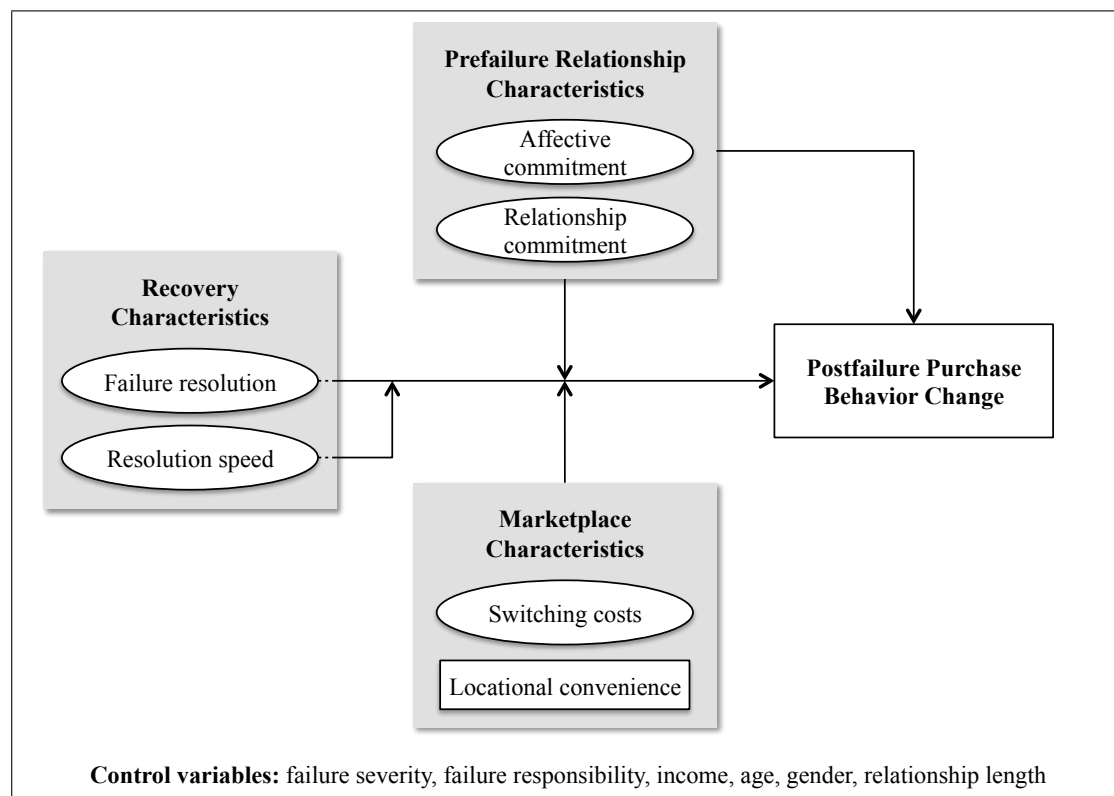 Prefailure Relationship
Characteristics
Affective
commitment
Relationship
commitment
Recovery
Characteristics
Failure resolution
Resolution speed
Postfailure Purchase
Behavior Change
Marketplace
Characteristics
Switching costs
Locational convenience
Control variables: failure severity, failure responsibility, income, age, gender, relationship length